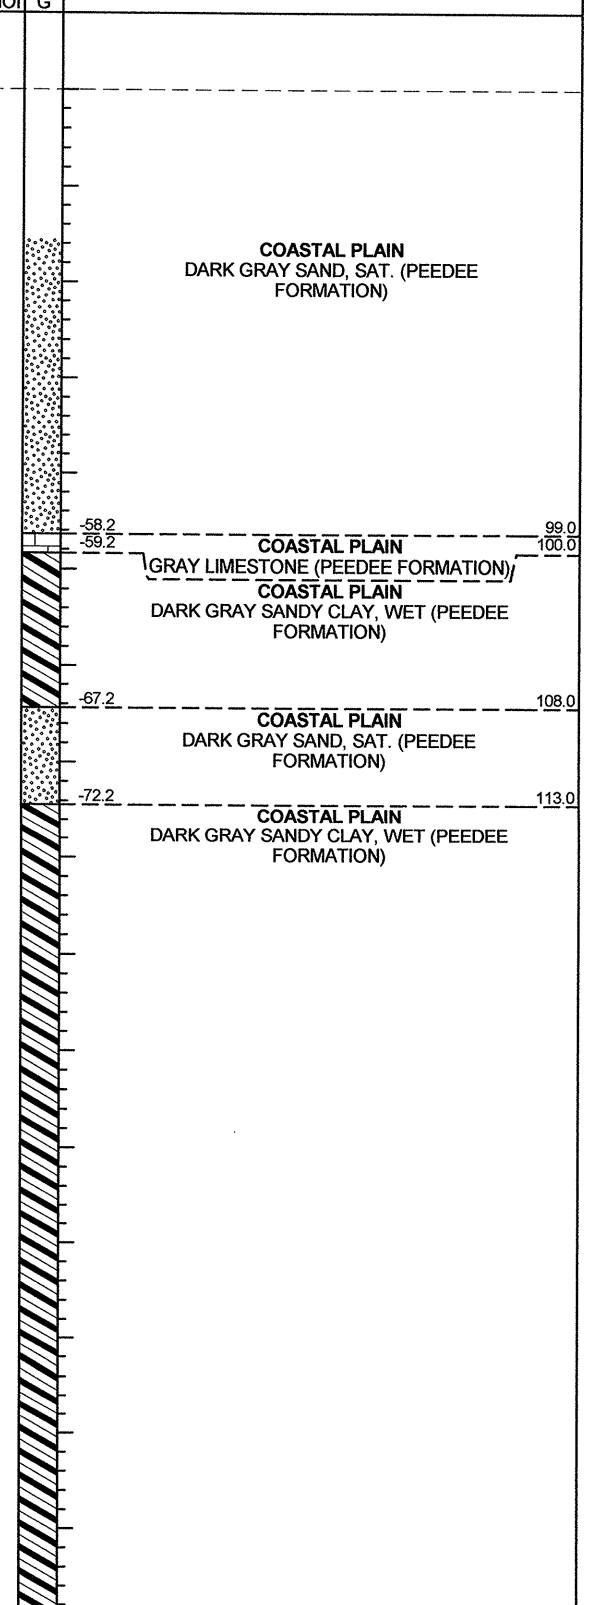 G
COASTAL PLAIN
DARK GRAY SAND, SAT. (PEEDEE
FORMATION)
-58.2 99.0
-59.2 COASTAL PLAIN 100.0
GRAY LIMESTONE (PEEDEE FORMATION)
COASTAL PLAIN
DARK GRAY SANDY CLAY, WET (PEEDEE
FORMATION)
-67.2 108.0
COASTAL PLAIN
DARK GRAY SAND, SAT. (PEEDEE
FORMATION)
-72.2 113.0
COASTAL PLAIN
DARK GRAY SANDY CLAY, WET (PEEDEE
FORMATION)